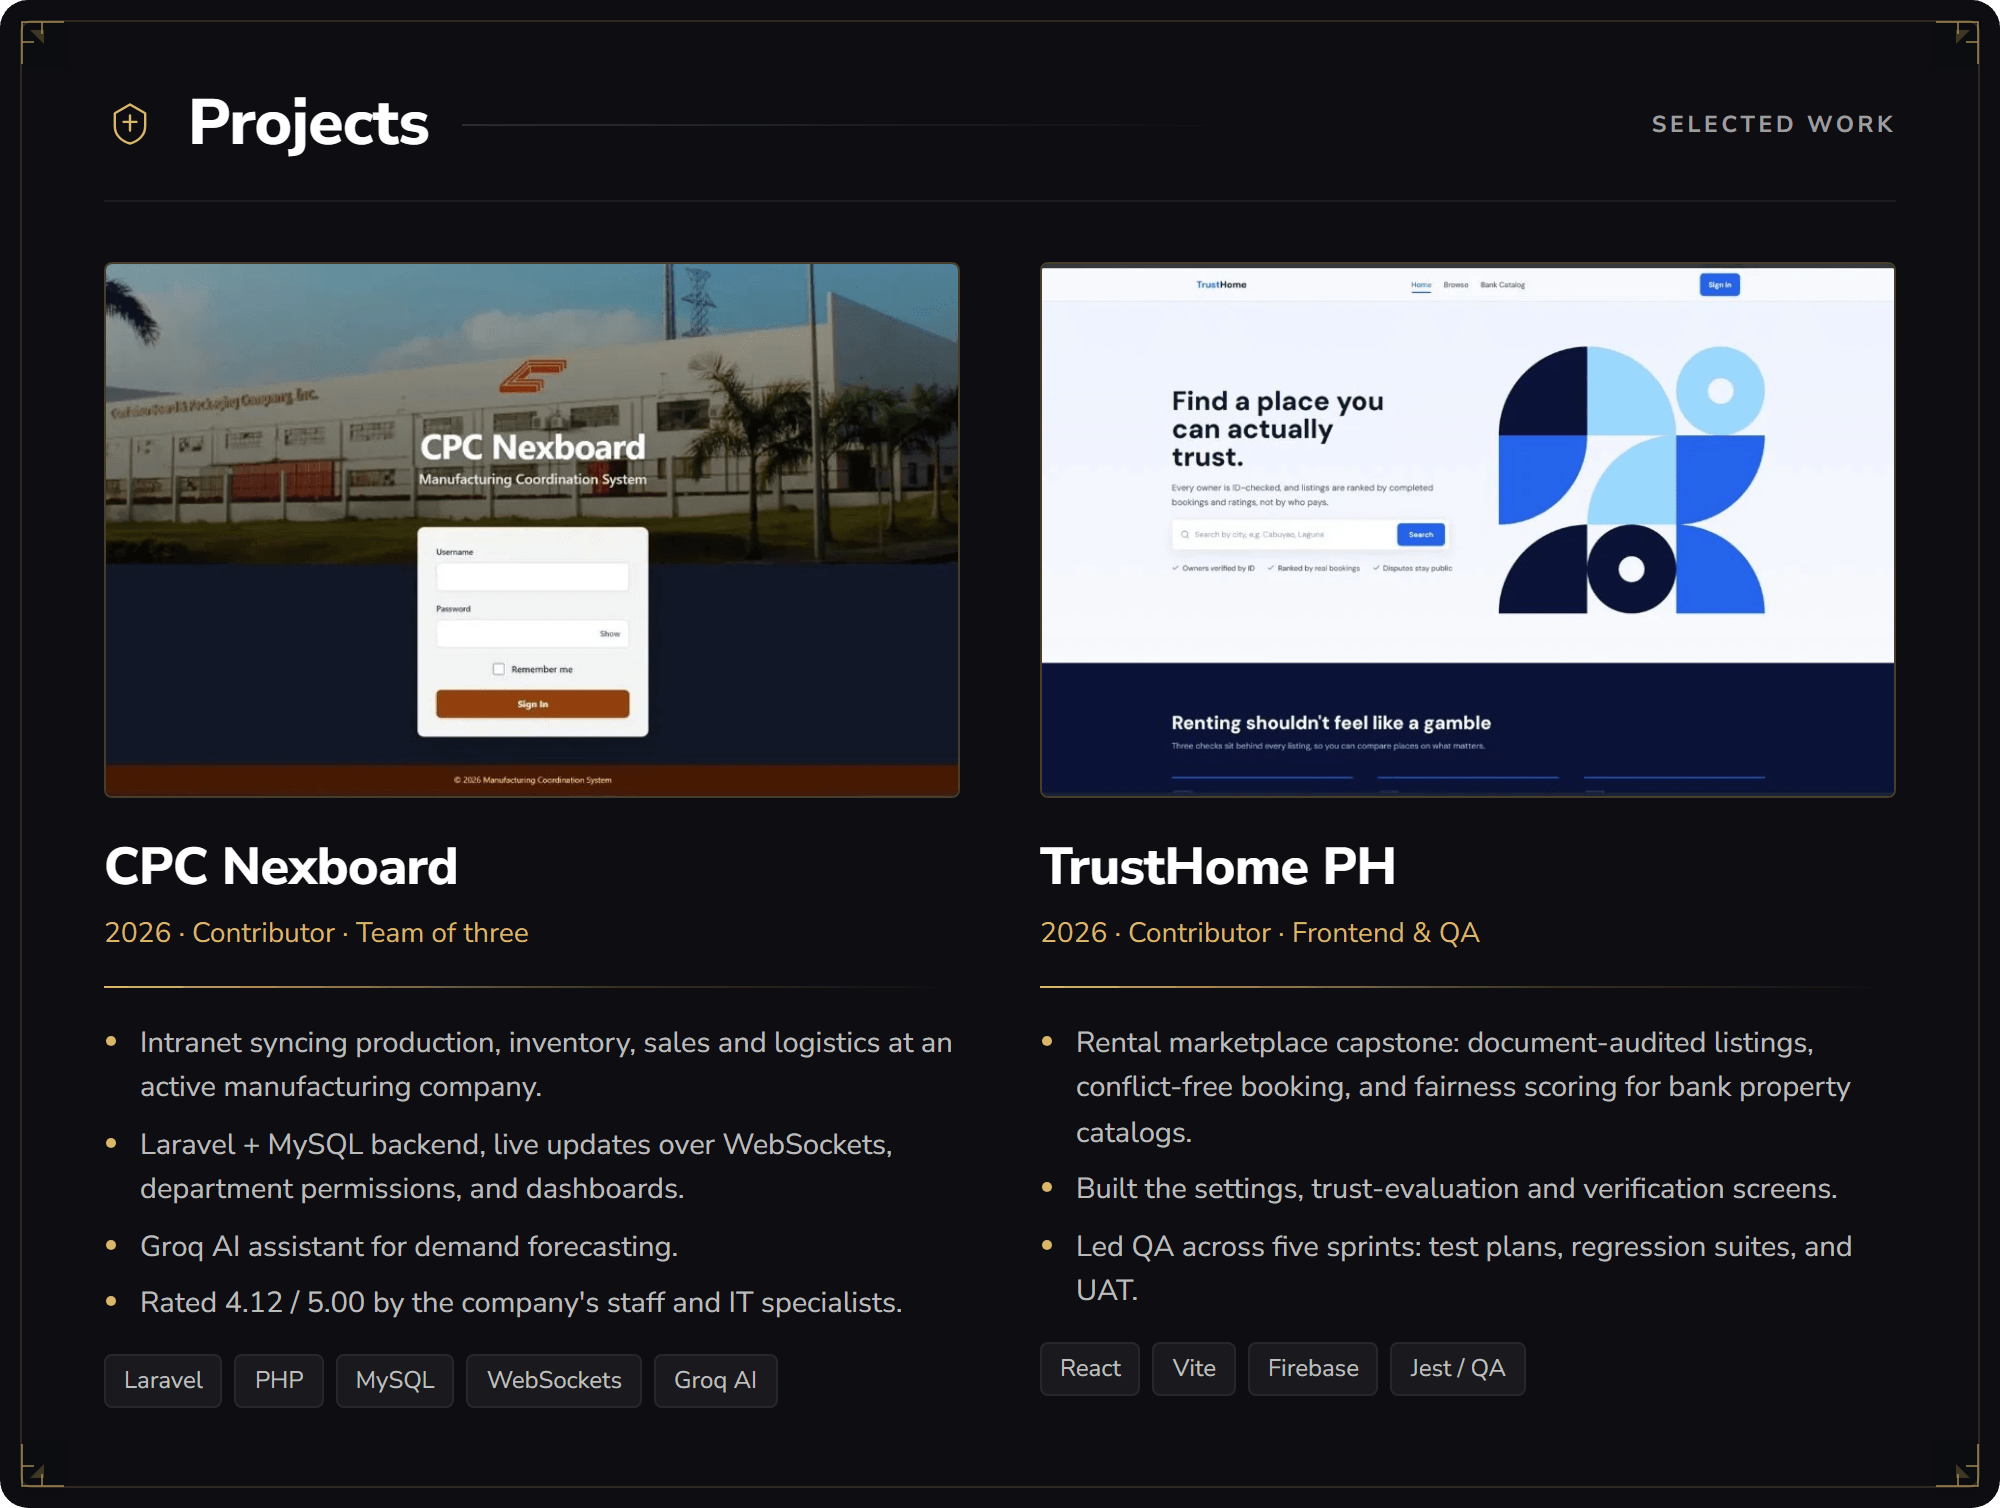 Projects
SELECTED WORK
CPC Nexboard
Manufacturing Coordination System
Username
Password
Show
Remember me
Sign In
© 2026 Manufacturing Coordination System
TrustHome
Home Browse Bank Catalog
Sign in
Find a place you
can actually
trust.
Every owner is ID-checked, and listings are ranked by completed
bookings and ratings, not by who pays.
Search by city, e.g. Cabuyao, Laguna
Search
Owners verified by ID Ranked by real bookings Disputes stay public
Renting shouldn't feel like a gamble
Three checks sit behind every listing, so you can compare places on what matters.
CPC Nexboard
2026 · Contributor · Team of three
Intranet syncing production, inventory, sales and logistics at an
active manufacturing company.
Laravel + MySQL backend, live updates over WebSockets,
department permissions, and dashboards.
Groq AI assistant for demand forecasting.
Rated 4.12 / 5.00 by the company's staff and IT specialists.
Laravel PHP MySQL WebSockets Groq AI
TrustHome PH
2026 · Contributor · Frontend & QA
Rental marketplace capstone: document-audited listings,
conflict-free booking, and fairness scoring for bank property
catalogs.
Built the settings, trust-evaluation and verification screens.
Led QA across five sprints: test plans, regression suites, and
UAT.
React Vite Firebase Jest / QA